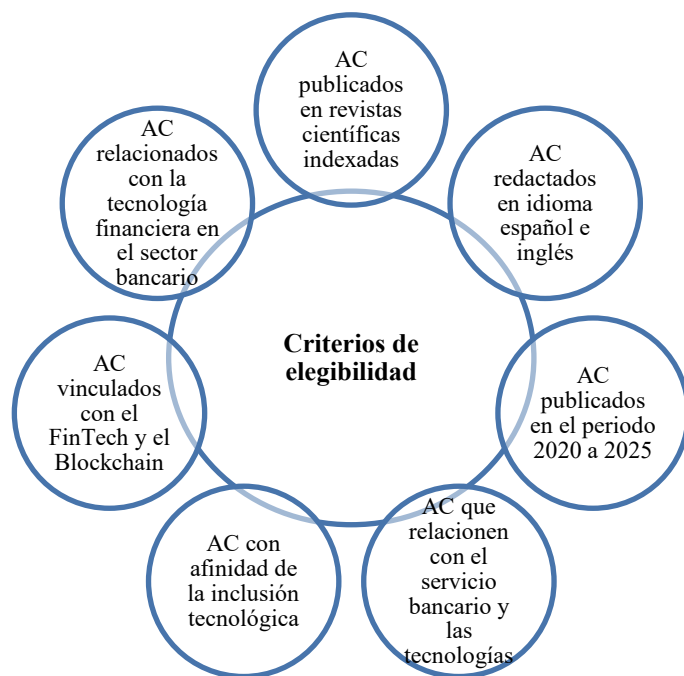 AC
publicados
en revistas
científicas
indexadas
AC
redactados
en idioma
español e
inglés
AC
publicados
en el periodo
2020 a 2025
AC que
relacionen
con el
servicio
bancario y
las
tecnologías
AC con
afinidad de
la inclusión
tecnológica
AC
vinculados
con el
FinTech y el
Blockchain
AC
relacionados
con la
tecnología
financiera en
el sector
bancario
Criterios de
elegibilidad